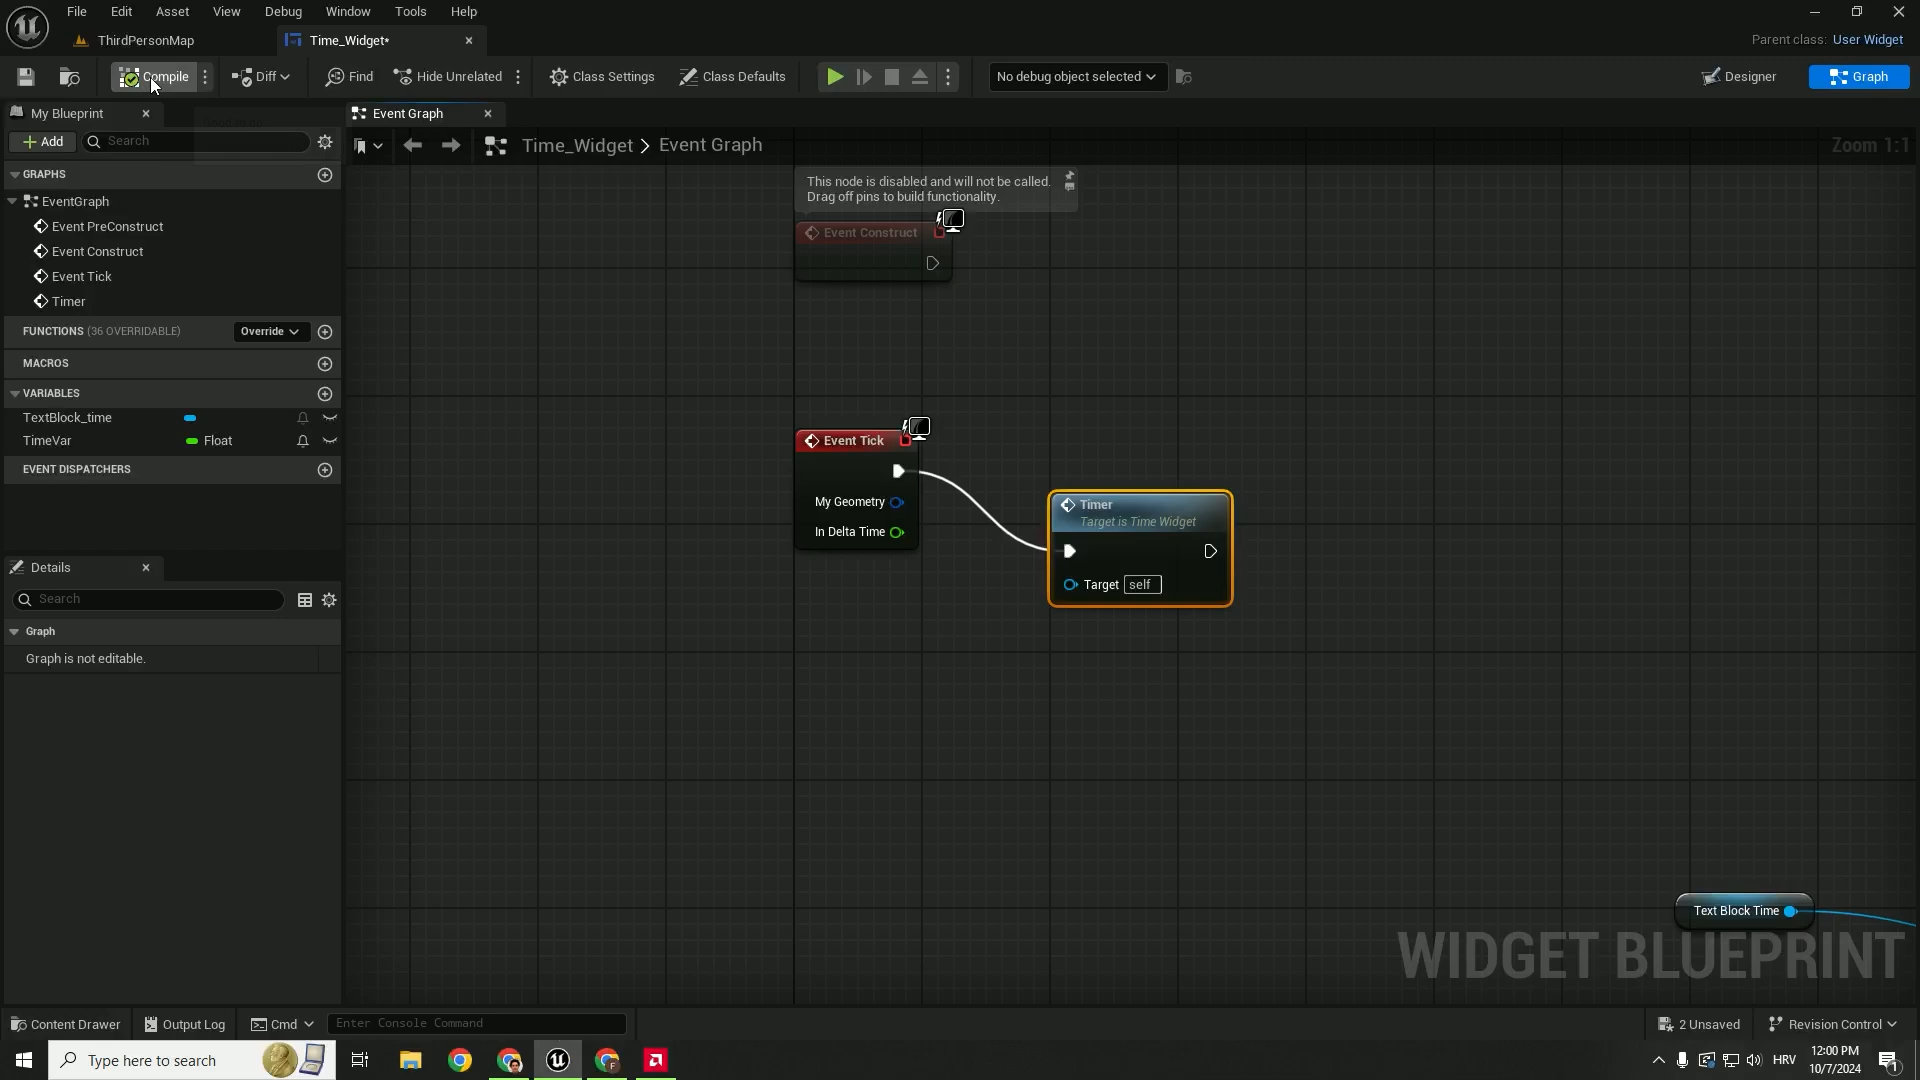 File Edit Asset View Debug Window Tools Help
ThirdPersonMap
Time_Widget*
Parent class: User Widget
Compile
Diff
Find
Hide Unrelated
Class Settings
Class Defaults
No debug object selected
Designer
Graph
My Blueprint
Event Graph
Add
Search
Time_Widget > Event Graph
Zoom 1:1
GRAPHS
EventGraph
Event PreConstruct
Event Construct
Event Tick
Timer
FUNCTIONS (36 OVERRIDABLE)
Override
MACROS
VARIABLES
TextBlock_time
TimeVar
Float
EVENT DISPATCHERS
Details
Search
Graph
Graph is not editable.
This node is disabled and will not be called.
Drag off pins to build functionality.
Event Construct
Event Tick
My Geometry
In Delta Time
Timer
Target is Time Widget
Target self
Text Block Time
WIDGET BLUEPRINT
Content Drawer
Output Log
Cmd
Enter Console Command
2 Unsaved
Revision Control
Type here to search
HRV
12:00 PM
10/7/2024
1